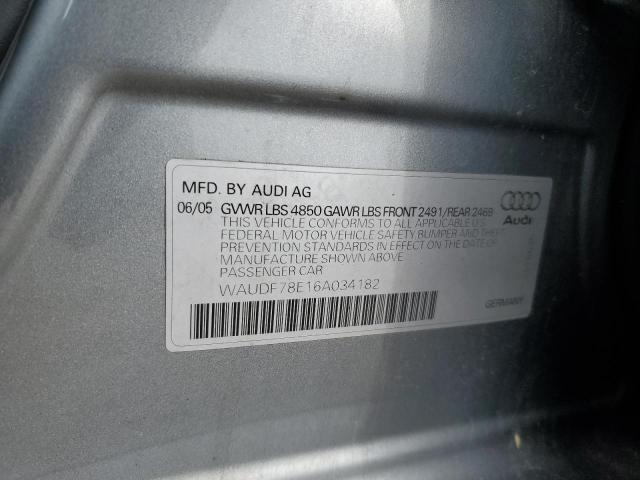 MFD. BY AUDI AG
06/05 GVWR LBS 4850 GAWR LBS FRONT 2491/REAR 2469
THIS VEHICLE CONFORMS TO ALL APPLICABLE U.S.
FEDERAL MOTOR VEHICLE SAFETY BUMPER AND THEFT
PREVENTION STANDARDS IN EFFECT ON THE DATE OF
MANUFACTURE SHOWN ABOVE
PASSENGER CAR
WAUDF78E16A034182
Audi
GERMANY